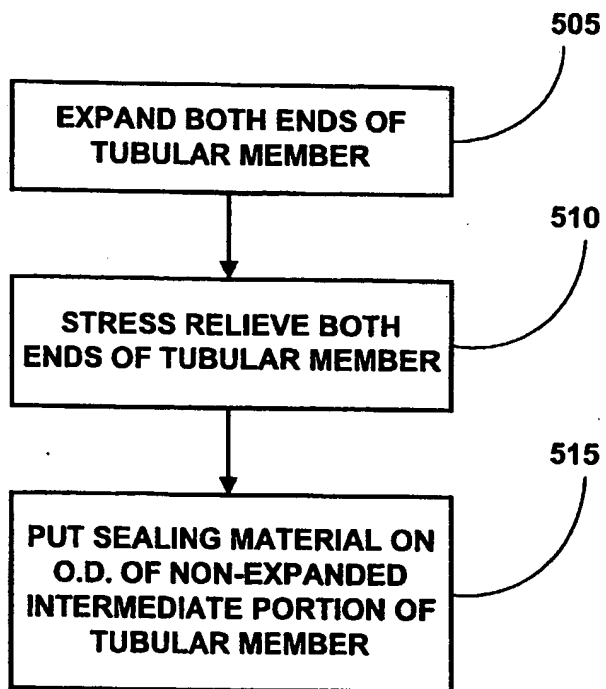 505
EXPAND BOTH ENDS OF
TUBULAR MEMBER
510
STRESS RELIEVE BOTH
ENDS OF TUBULAR MEMBER
515
PUT SEALING MATERIAL ON
O.D. OF NON-EXPANDED
INTERMEDIATE PORTION OF
TUBULAR MEMBER